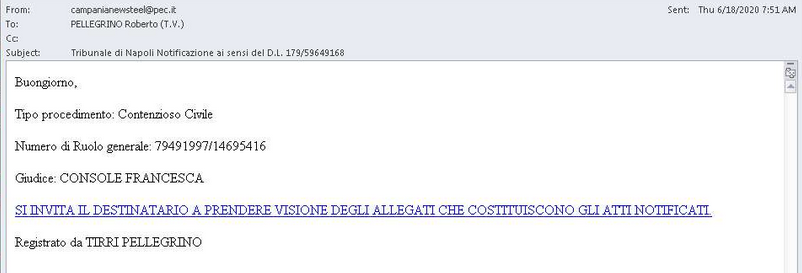 From: campanianewsteel@pec.it Sent: Thu 6/18/2020 7:51 AM
To: PELLEGRINO Roberto (T.V.)
Cc:
Subject: Tribunale di Napoli Notificazione ai sensi del D.L. 179/59649168
Buongiorno,
Tipo procedimento: Contenzioso Civile
Numero di Ruolo generale: 79491997/14695416
Giudice: CONSOLE FRANCESCA
SI INVITA IL DESTINATARIO A PRENDERE VISIONE DEGLI ALLEGATI CHE COSTITUISCONO GLI ATTI NOTIFICATI.
Registrato da TIRRI PELLEGRINO